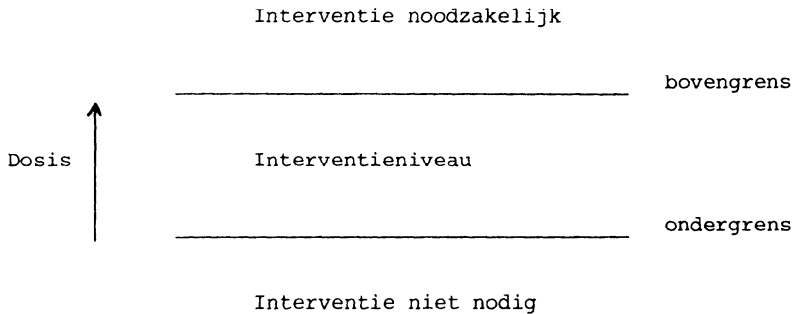 Interventie noodzakelijk
bovengrens
Dosis
Interventieniveau
ondergrens
Interventie niet nodig